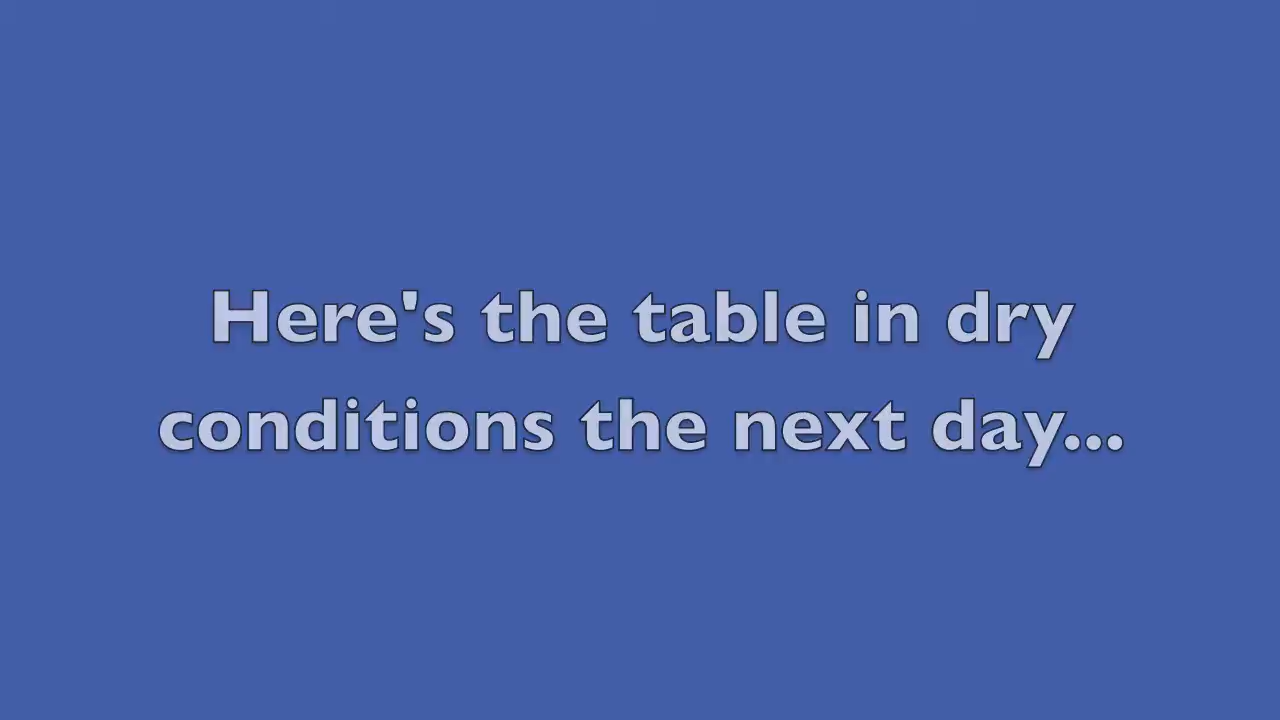 Here's the table in dry
conditions the next day...